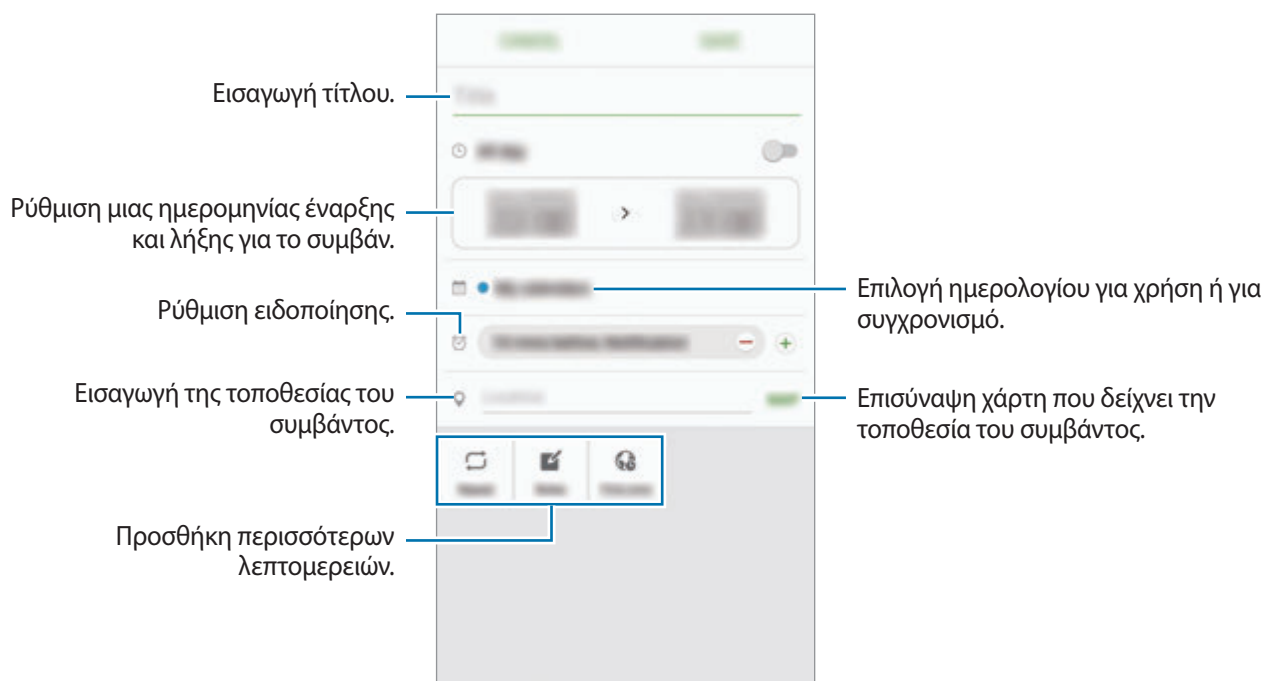 Εισαγωγή τίτλου.
Ρύθμιση μιας ημερομηνίας έναρξης
και λήξης για το συμβάν.
Ρύθμιση ειδοποίησης.
Εισαγωγή της τοποθεσίας του
συμβάντος.
Προσθήκη περισσότερων
λεπτομερειών.
Επιλογή ημερολογίου για χρήση ή για
συγχρονισμό.
Επισύναψη χάρτη που δείχνει την
τοποθεσία του συμβάντος.